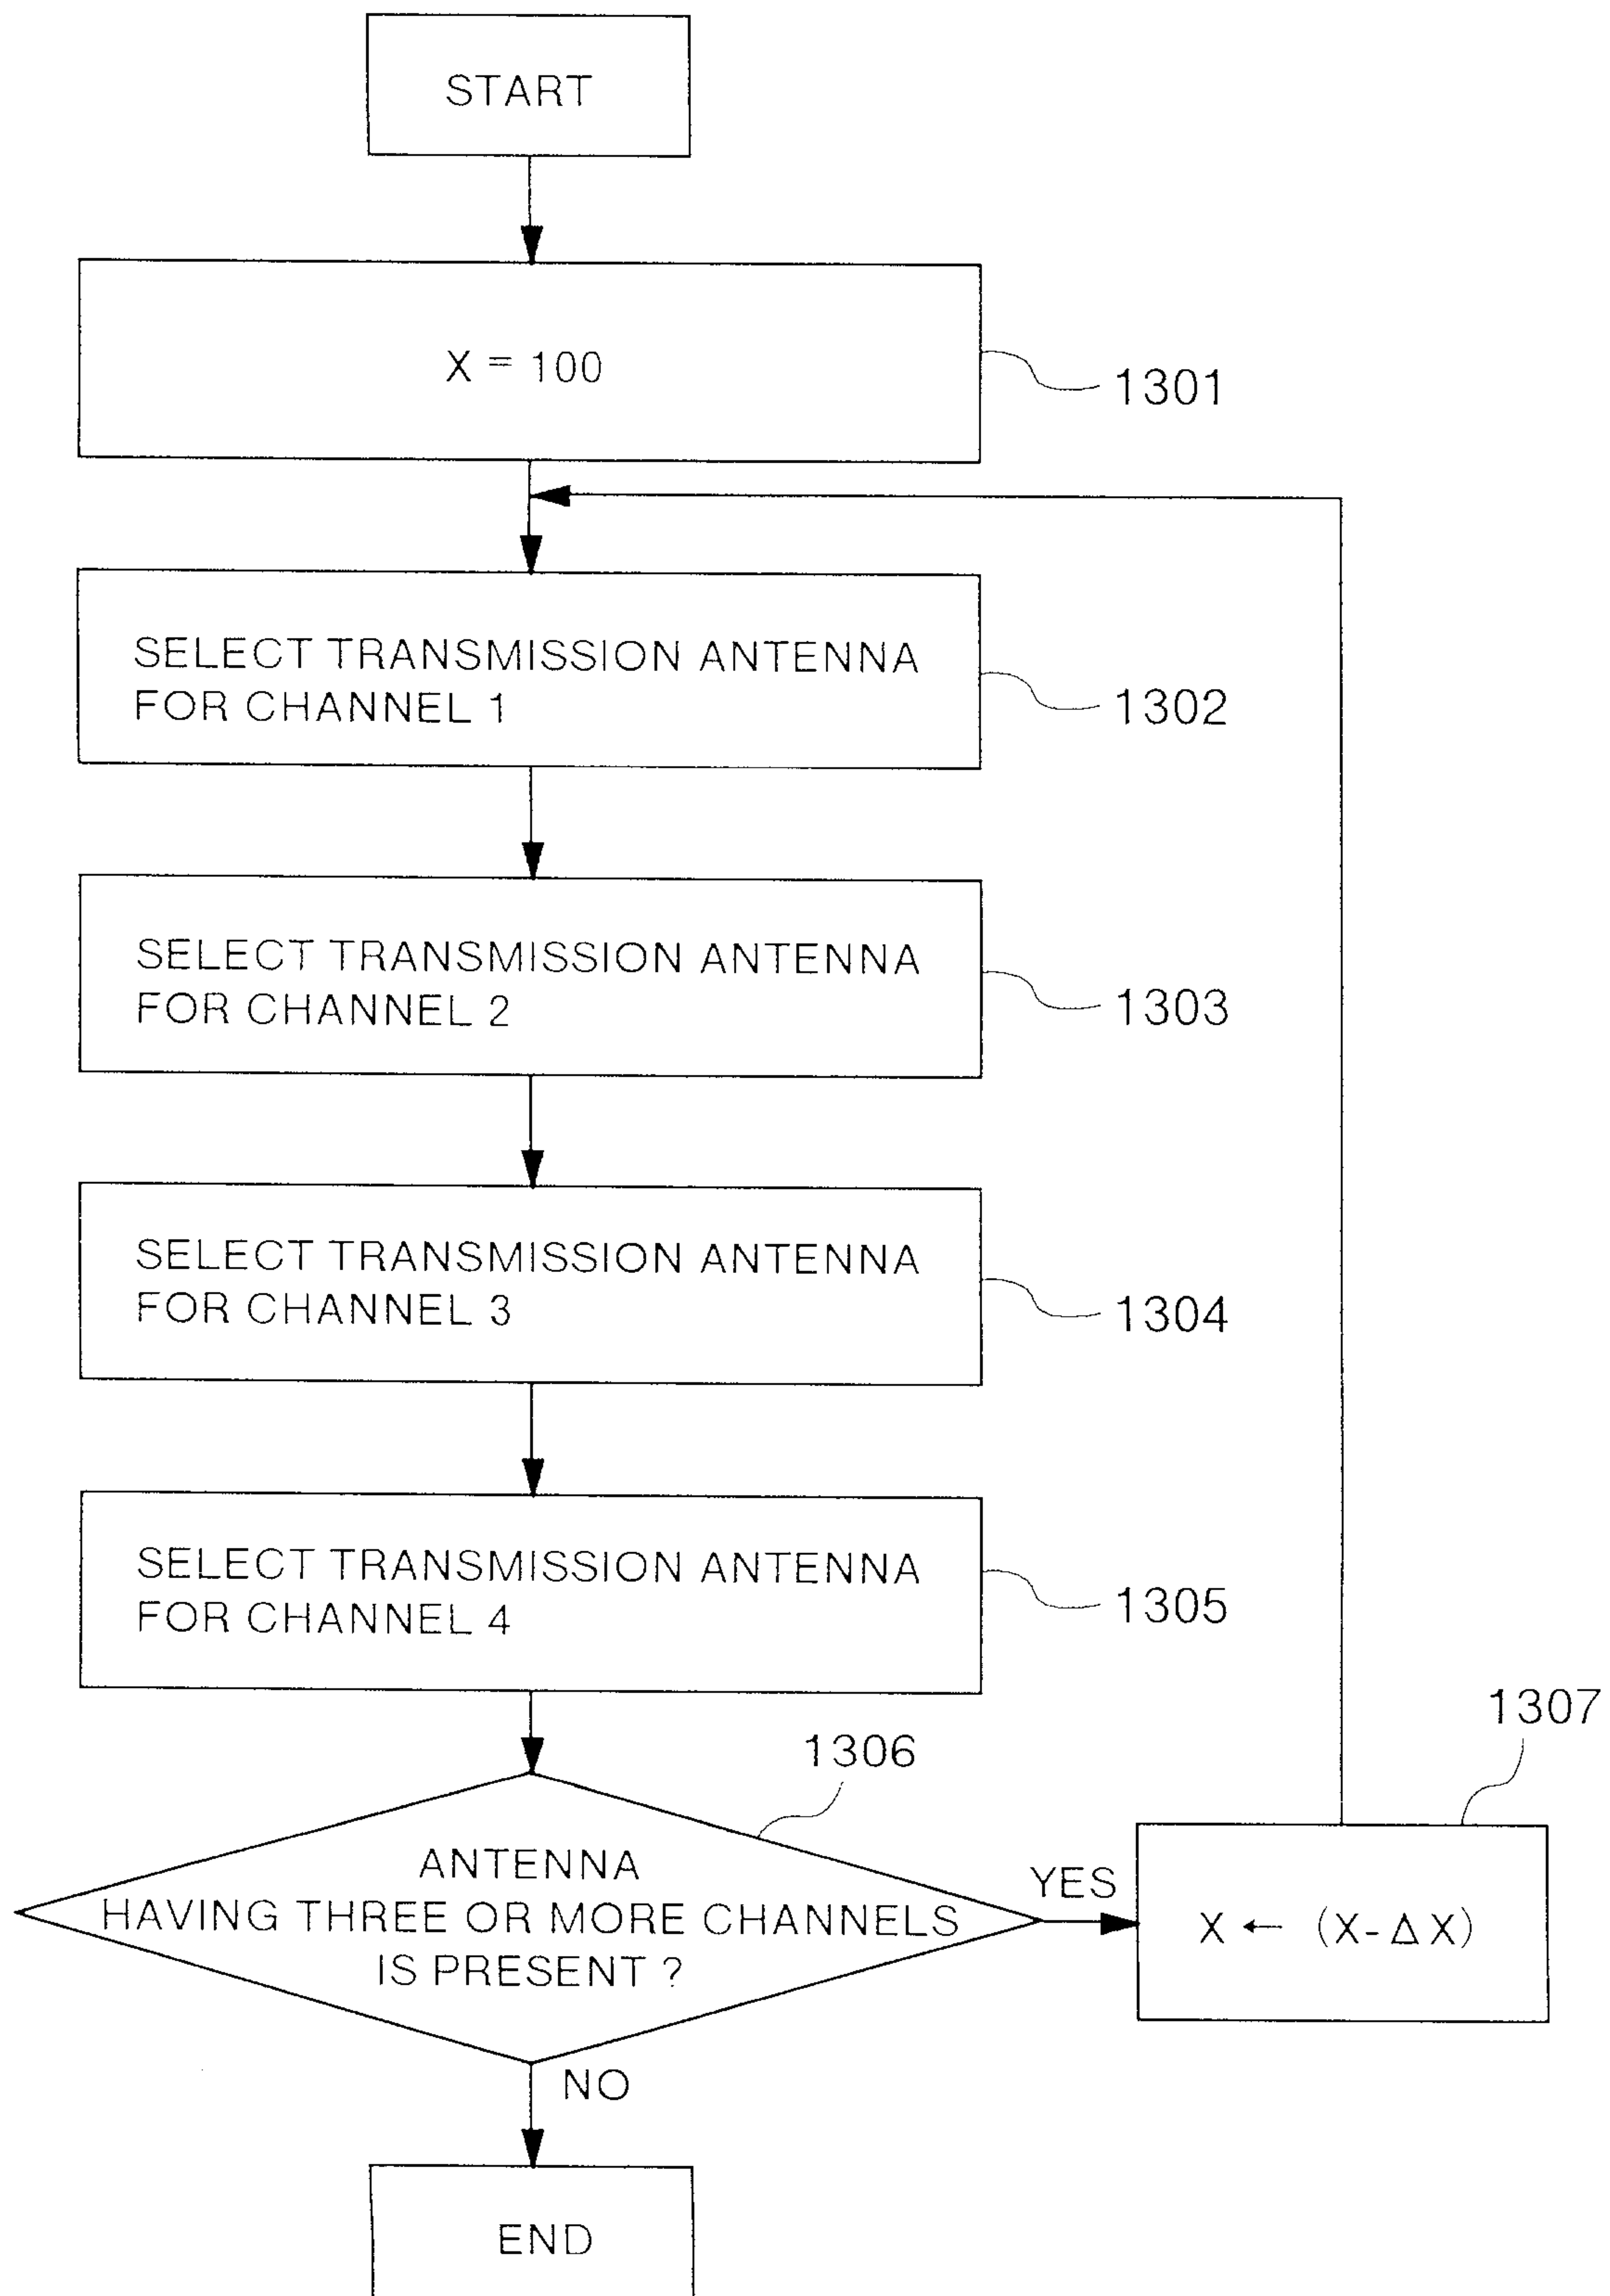 START
X = 100
1301
SELECT TRANSMISSION ANTENNA
FOR CHANNEL 1
1302
SELECT TRANSMISSION ANTENNA
FOR CHANNEL 2
1303
SELECT TRANSMISSION ANTENNA
FOR CHANNEL 3
1304
SELECT TRANSMISSION ANTENNA
FOR CHANNEL 4
1305
1306
ANTENNA
HAVING THREE OR MORE CHANNELS
IS PRESENT ?
YES
1307
X ← (X-ΔX)
NO
END